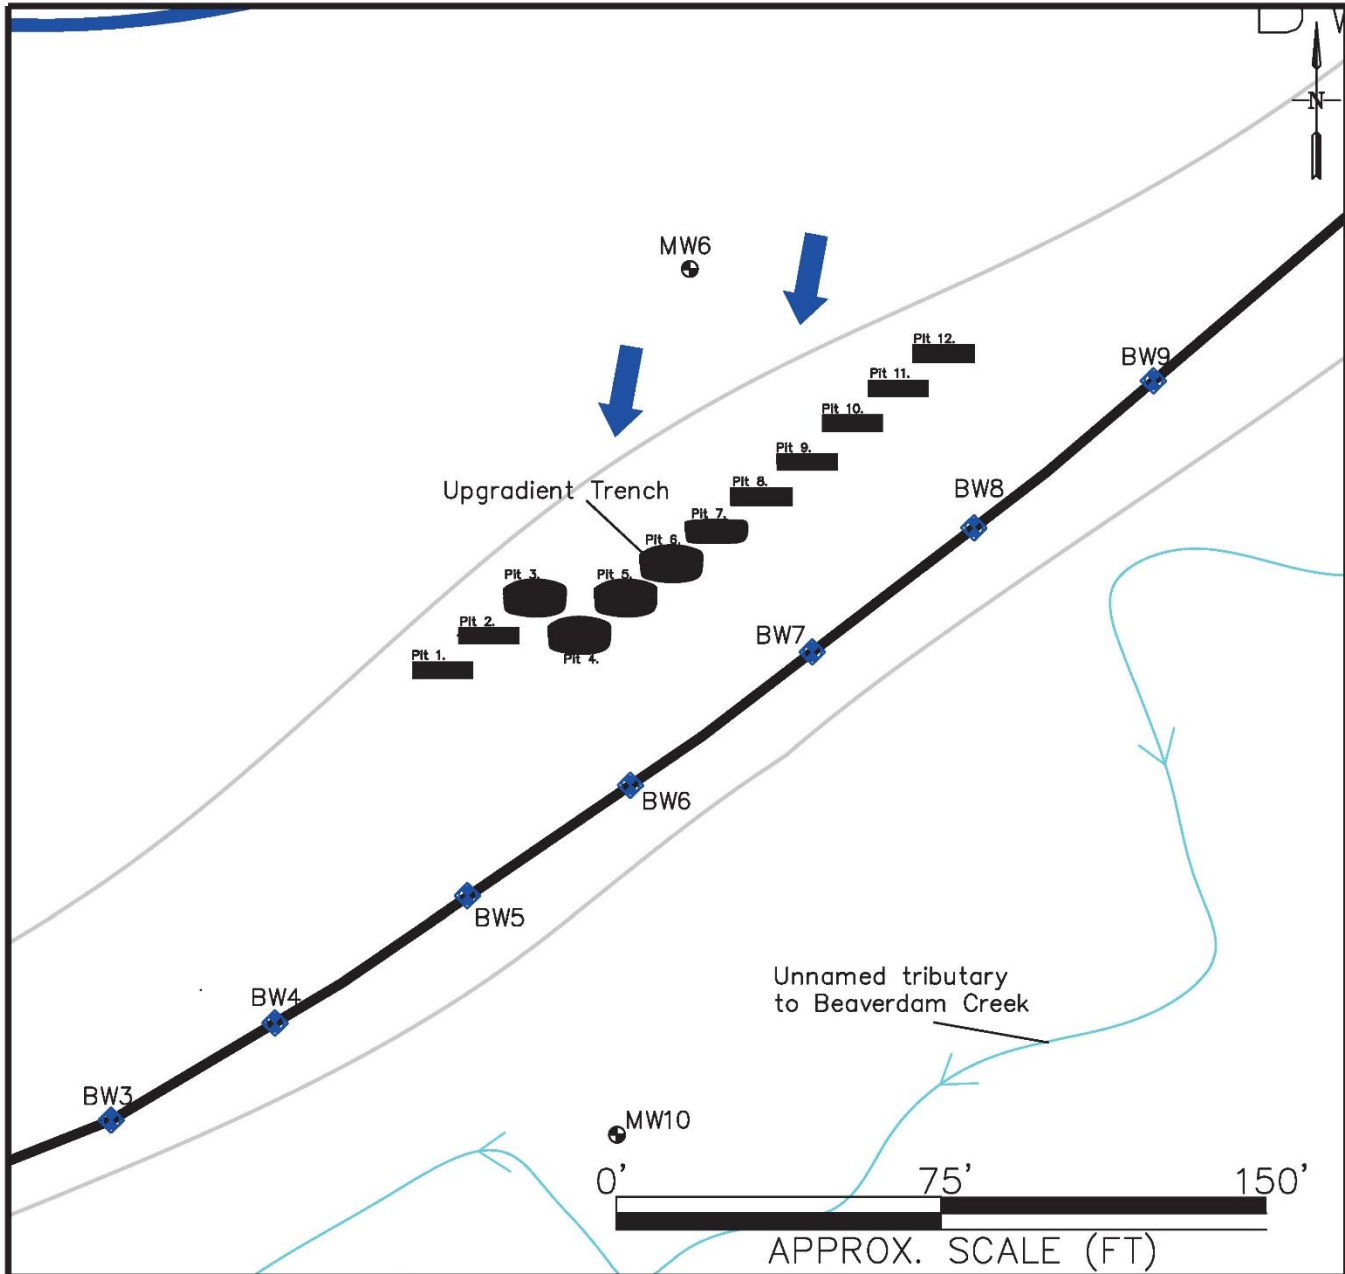 N
MW6
Pit 12.
BW9
Pit 11.
Pit 10.
Pit 9.
Upgradient Trench
Pit 8.
BW8
Pit 7.
Pit 6.
Pit 3.
Pit 5.
Pit 2.
BW7
Pit 1.
Pit 4.
BW6
BW5
Unnamed tributary
to Beaverdam Creek
BW4
BW3
MW10
0' 75' 150'
APPROX. SCALE (FT)